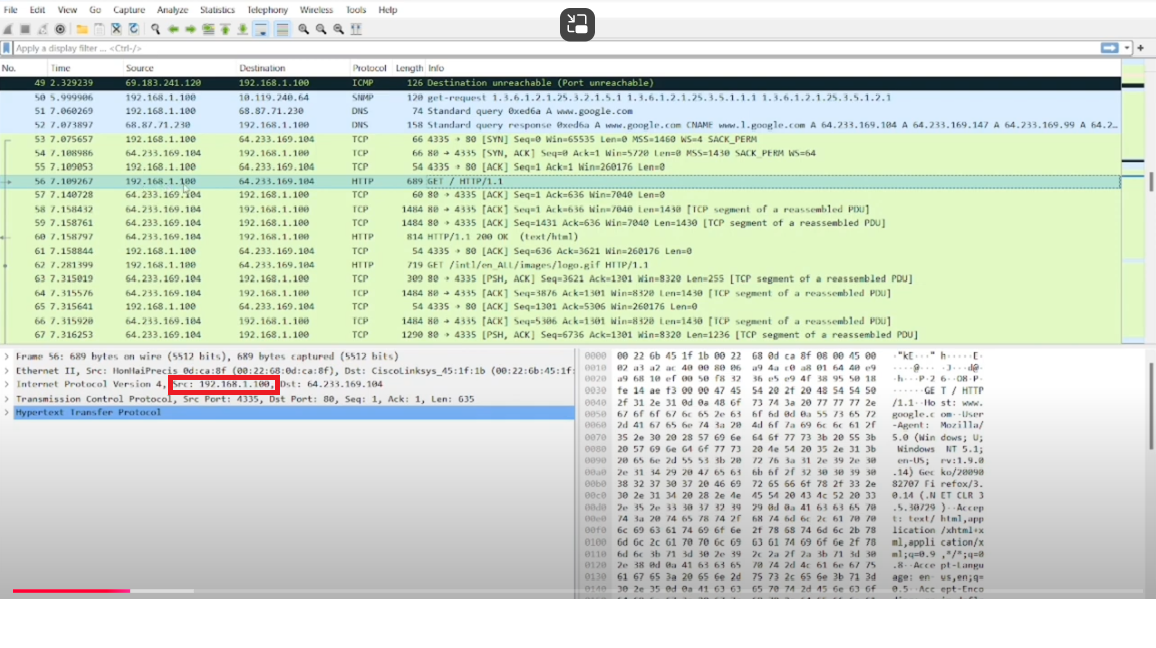 File Edit View Go Capture Analyze Statistics Telephony Wireless Tools Help
Apply a display filter ... <Ctrl-/>
No. Time Source Destination Protocol Length Info
49 2.329239 69.183.241.120 192.168.1.100 ICMP 126 Destination unreachable (Port unreachable)
50 5.999906 192.168.1.100 10.119.240.64 SNMP 120 get-request 1.3.6.1.2.1.25.3.2.1.5.1 1.3.6.1.2.1.25.3.5.1.1.1 1.3.6.1.2.1.25.3.5.1.2.1
51 7.060269 192.168.1.100 68.87.71.230 DNS 74 Standard query 0xed6a A www.google.com
52 7.073897 68.87.71.230 192.168.1.100 DNS 158 Standard query response 0xed6a A www.google.com CNAME www.l.google.com A 64.233.169.104 A 64.233.169.147 A 64.233.169.99 A 64.2...
53 7.075657 192.168.1.100 64.233.169.104 TCP 66 4335 → 80 [SYN] Seq=0 Win=65535 Len=0 MSS=1460 WS=4 SACK_PERM
54 7.108986 64.233.169.104 192.168.1.100 TCP 66 80 → 4335 [SYN, ACK] Seq=0 Ack=1 Win=5720 Len=0 MSS=1430 SACK_PERM WS=64
55 7.109053 192.168.1.100 64.233.169.104 TCP 54 4335 → 80 [ACK] Seq=1 Ack=1 Win=260176 Len=0
56 7.109267 192.168.1.100 64.233.169.104 HTTP 689 GET / HTTP/1.1
57 7.140728 64.233.169.104 192.168.1.100 TCP 60 80 → 4335 [ACK] Seq=1 Ack=636 Win=7040 Len=0
58 7.158432 64.233.169.104 192.168.1.100 TCP 1484 80 → 4335 [ACK] Seq=1 Ack=636 Win=7040 Len=1430 [TCP segment of a reassembled PDU]
59 7.158761 64.233.169.104 192.168.1.100 TCP 1484 80 → 4335 [ACK] Seq=1431 Ack=636 Win=7040 Len=1430 [TCP segment of a reassembled PDU]
60 7.158797 64.233.169.104 192.168.1.100 HTTP 814 HTTP/1.1 200 OK (text/html)
61 7.158844 192.168.1.100 64.233.169.104 TCP 54 4335 → 80 [ACK] Seq=636 Ack=3621 Win=260176 Len=0
62 7.281399 192.168.1.100 64.233.169.104 HTTP 719 GET /intl/en_ALL/images/logo.gif HTTP/1.1
63 7.315019 64.233.169.104 192.168.1.100 TCP 309 80 → 4335 [PSH, ACK] Seq=3621 Ack=1301 Win=8320 Len=255 [TCP segment of a reassembled PDU]
64 7.315576 64.233.169.104 192.168.1.100 TCP 1484 80 → 4335 [ACK] Seq=3876 Ack=1301 Win=8320 Len=1430 [TCP segment of a reassembled PDU]
65 7.315641 192.168.1.100 64.233.169.104 TCP 54 4335 → 80 [ACK] Seq=1301 Ack=5306 Win=260176 Len=0
66 7.315920 64.233.169.104 192.168.1.100 TCP 1484 80 → 4335 [ACK] Seq=5306 Ack=1301 Win=8320 Len=1430 [TCP segment of a reassembled PDU]
67 7.316253 64.233.169.104 192.168.1.100 TCP 1290 80 → 4335 [PSH, ACK] Seq=6736 Ack=1301 Win=8320 Len=1236 [TCP segment of a reassembled PDU]
Frame 56: 689 bytes on wire (5512 bits), 689 bytes captured (5512 bits)
Ethernet II, Src: HonHaiPrecis_0d:ca:8f (00:22:68:0d:ca:8f), Dst: CiscoLinksys_45:1f:1b (00:22:6b:45:1f:
Internet Protocol Version 4, Src: 192.168.1.100, Dst: 64.233.169.104
Transmission Control Protocol, Src Port: 4335, Dst Port: 80, Seq: 1, Ack: 1, Len: 635
Hypertext Transfer Protocol
0000 00 22 6b 45 1f 1b 00 22 68 0d ca 8f 08 00 45 00 ·"kE···" h·····E·
0010 02 a3 a2 ac 40 00 80 06 a9 4a c0 a8 01 64 40 e9 ····@··· ·J···d@·
0020 a9 68 10 ef 00 50 f8 32 36 e5 e9 4f 38 95 50 18 ·h···P·2 6··O8·P·
0030 fe 14 ae f3 00 00 47 45 54 20 2f 20 48 54 54 50 ······GE T / HTTP
0040 2f 31 2e 31 0d 0a 48 6f 73 74 3a 20 77 77 77 2e /1.1··Ho st: www.
0050 67 6f 6f 67 6c 65 2e 63 6f 6d 0d 0a 55 73 65 72 google.c om··User
0060 2d 41 67 65 6e 74 3a 20 4d 6f 7a 69 6c 6c 61 2f -Agent: Mozilla/
0070 35 2e 30 20 28 57 69 6e 64 6f 77 73 3b 20 55 3b 5.0 (Win dows; U;
0080 20 57 69 6e 64 6f 77 73 20 4e 54 20 35 2e 31 3b Windows NT 5.1;
0090 20 65 6e 2d 55 53 3b 20 72 76 3a 31 2e 39 2e 30 en-US; rv:1.9.0
00a0 2e 31 34 29 20 47 65 63 6b 6f 2f 32 30 30 39 30 .14) Gec ko/20090
00b0 38 32 37 30 37 20 46 69 72 65 66 6f 78 2f 33 2e 82707 Fi refox/3.
00c0 30 2e 31 34 20 28 2e 4e 45 54 20 43 4c 52 20 33 0.14 (.N ET CLR 3
00d0 2e 35 2e 33 30 37 32 39 29 0d 0a 41 63 63 65 70 .5.30729 )··Accep
00e0 74 3a 20 74 65 78 74 2f 68 74 6d 6c 2c 61 70 70 t: text/ html,app
00f0 6c 69 63 61 74 69 6f 6e 2f 78 68 74 6d 6c 2b 78 lication /xhtml+x
0100 6d 6c 2c 61 70 70 6c 69 63 61 74 69 6f 6e 2f 78 ml,appli cation/x
0110 6d 6c 3b 71 3d 30 2e 39 2c 2a 2f 2a 3b 71 3d 30 ml;q=0.9 ,*/*;q=0
0120 2e 38 0d 0a 41 63 63 65 70 74 2d 4c 61 6e 67 75 .8··Acce pt-Langu
0130 61 67 65 3a 20 65 6e 2d 75 73 2c 65 6e 3b 71 3d age: en- us,en;q=
0140 30 2e 35 0d 0a 41 63 63 65 70 74 2d 45 6e 63 6f 0.5··Acc ept-Enco